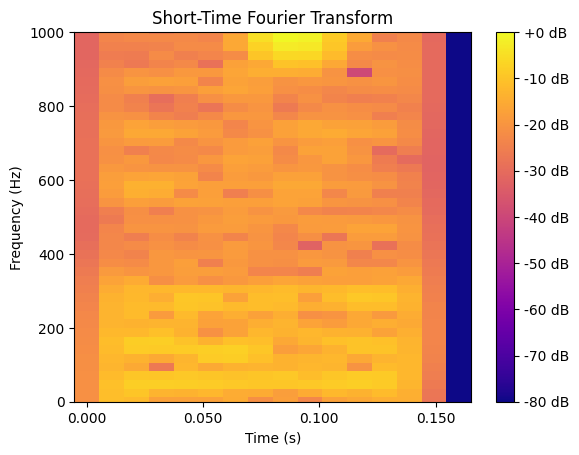 Short-Time Fourier Transform
1000
800
600
400
200
0
Frequency (Hz)
0.000
0.050
0.100
0.150
Time (s)
+0 dB
-10 dB
-20 dB
-30 dB
-40 dB
-50 dB
-60 dB
-70 dB
-80 dB